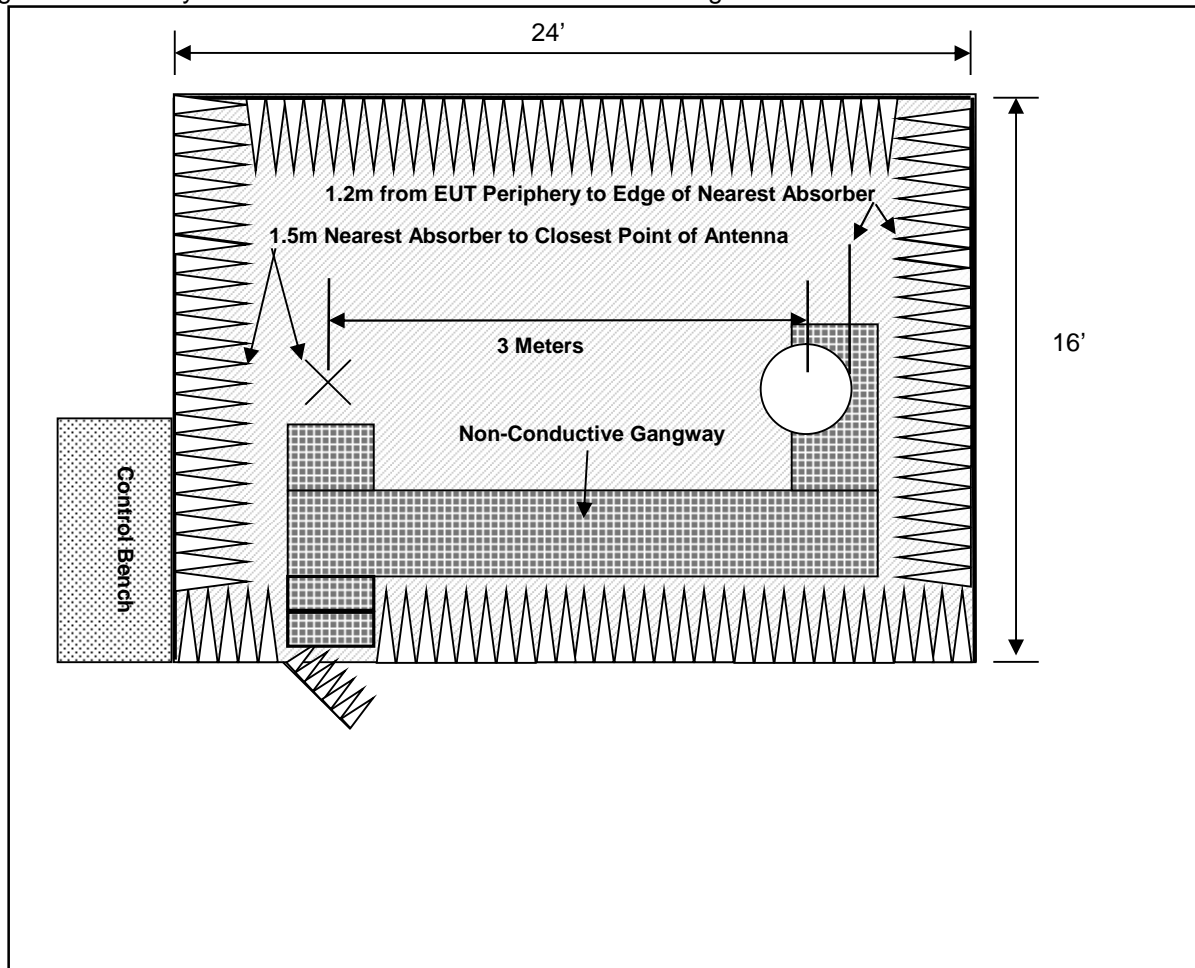 24’
1.2m from EUT Periphery to Edge of Nearest Absorber
1.5m Nearest Absorber to Closest Point of Antenna
16’
3 Meters
Non-Conductive Gangway
Control Bench